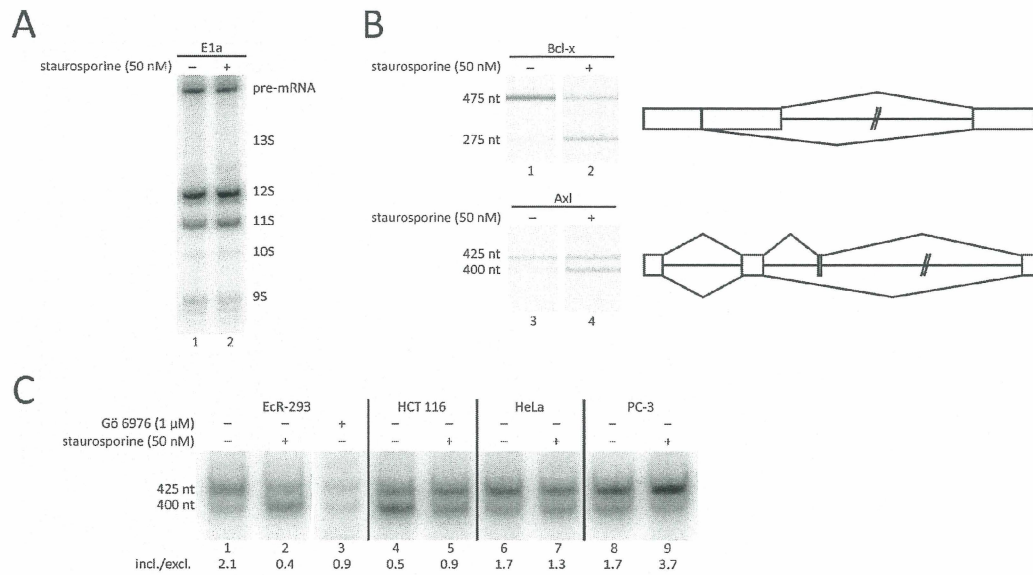 A
E1a
staurosporine (50 nM) – +
pre-mRNA
13S
12S
11S
10S
9S
1 2
B
Bcl-x
staurosporine (50 nM) – +
475 nt
275 nt
1 2
Axl
staurosporine (50 nM) – +
425 nt
400 nt
3 4
C
EcR-293 HCT 116 HeLa PC-3
Gö 6976 (1 µM) – – + – – – – – –
staurosporine (50 nM) – + – – + – + – +
425 nt
400 nt
1 2 3 4 5 6 7 8 9
incl./excl. 2.1 0.4 0.9 0.5 0.9 1.7 1.3 1.7 3.7